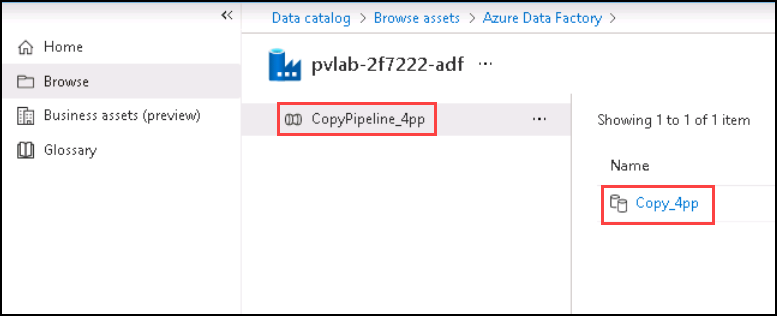 Data catalog > Browse assets > Azure Data Factory >
Home
Browse
Business assets (preview)
Glossary
pvlab-2f7222-adf ...
CopyPipeline_4pp ...
Showing 1 to 1 of 1 item
Name
Copy_4pp